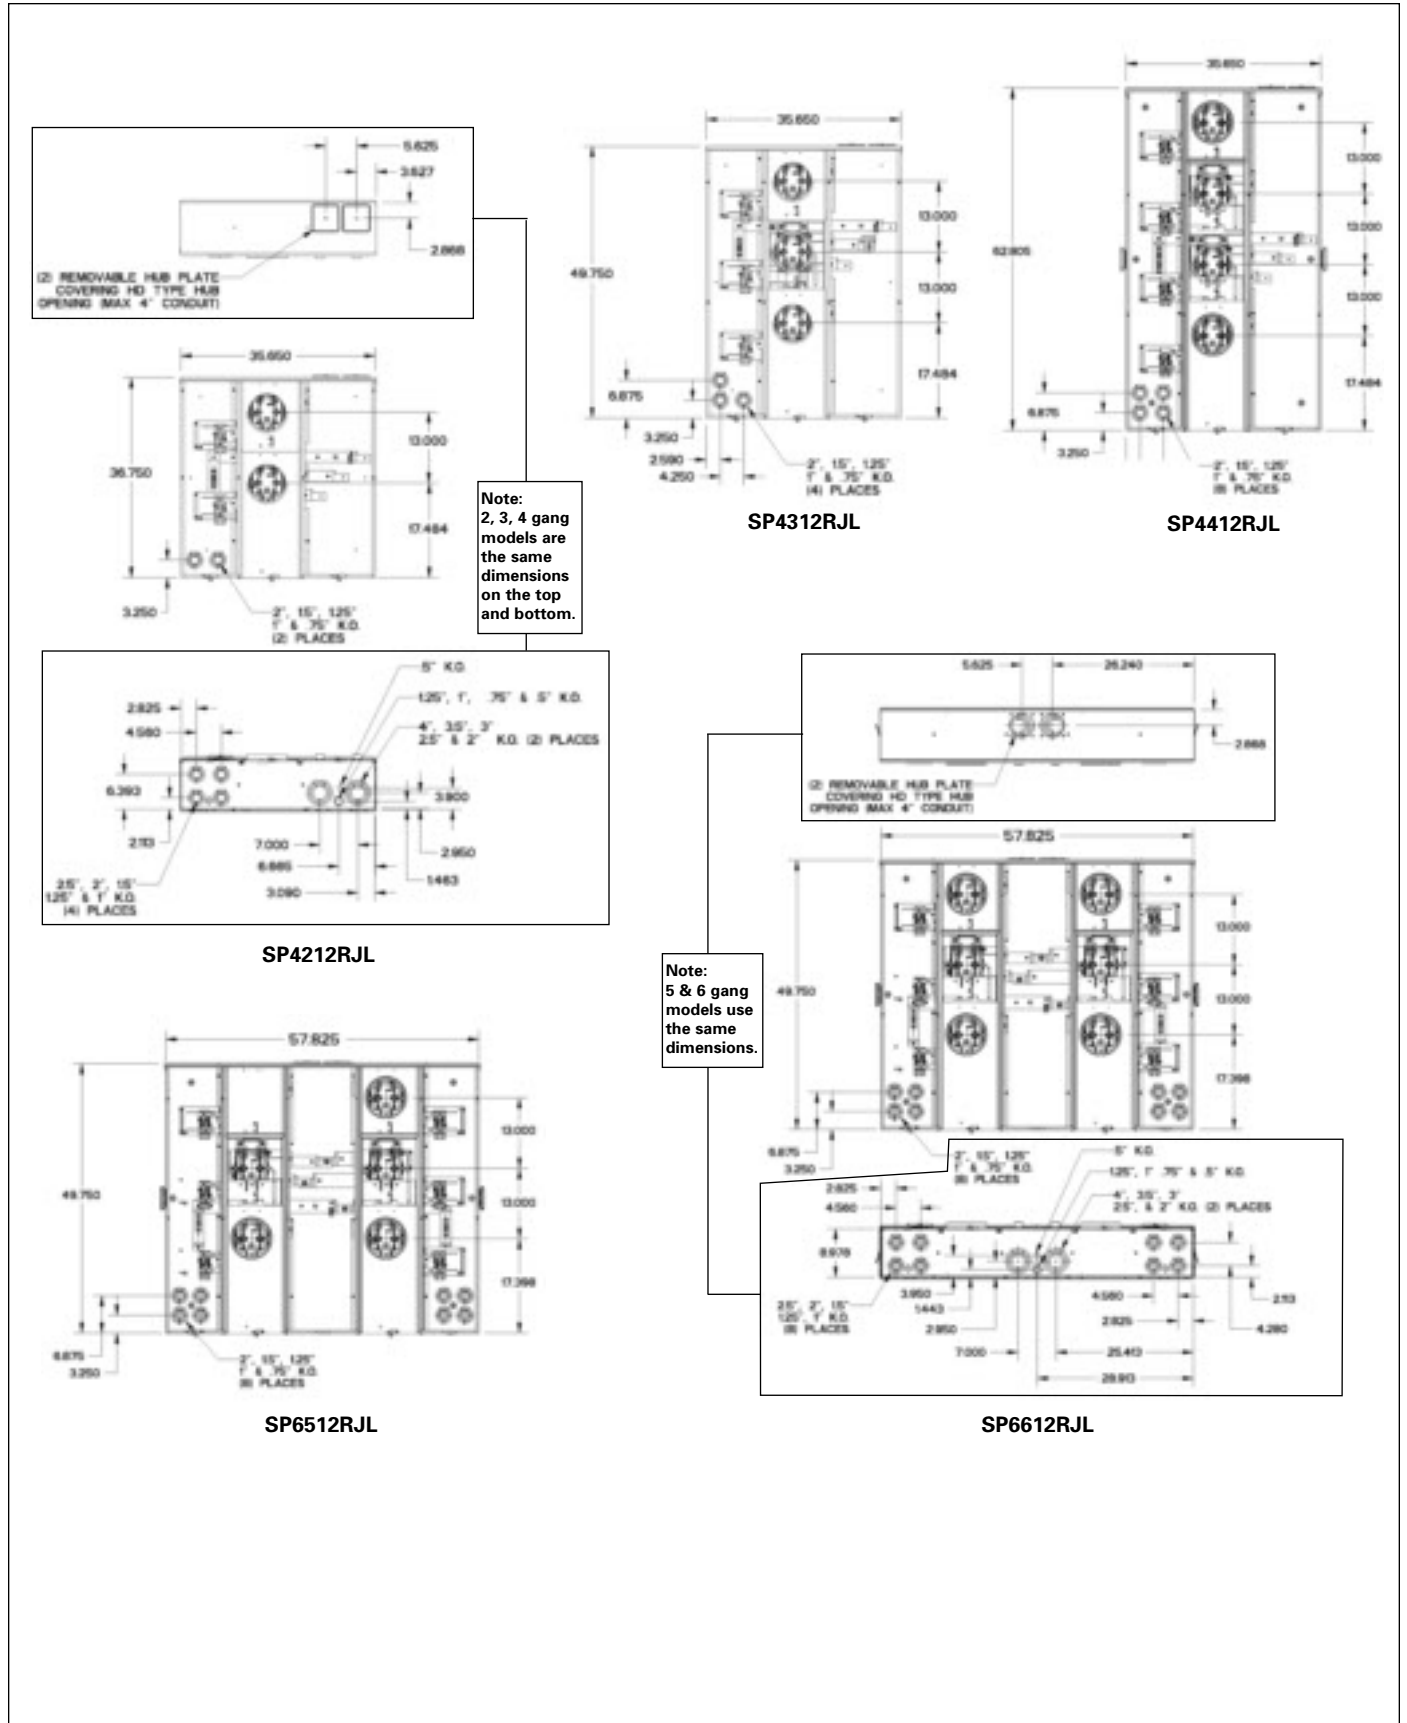 5.625
3.627
2.868
(2) REMOVABLE HUB PLATE
COVERING HD TYPE HUB
OPENING (MAX 4" CONDUIT)
35.650
36.750
13.000
17.484
3.250
2", 1.5", 1.25"
1" & .75" K.O.
(2) PLACES
Note:
2, 3, 4 gang
models are
the same
dimensions
on the top
and bottom.
.5" K.O.
1.25", 1", .75" & .5" K.O.
4", 3.5", 3"
2.5" & 2" K.O. (2) PLACES
2.825
4.560
6.393
2.113
3.900
2.950
1.463
7.000
6.665
3.090
2.5", 2", 1.5"
1.25" & 1" K.O.
(4) PLACES
SP4212RJL
35.650
49.750
13.000
13.000
17.484
6.875
3.250
2.590
4.250
2", 1.5", 1.25"
1" & .75" K.O.
(4) PLACES
SP4312RJL
35.650
62.805
13.000
13.000
13.000
17.484
6.875
3.250
2", 1.5", 1.25"
1" & .75" K.O.
(8) PLACES
SP4412RJL
57.825
49.750
13.000
13.000
17.398
6.875
3.250
2", 1.5", 1.25"
1" & .75" K.O.
(8) PLACES
SP6512RJL
5.625
26.240
2.868
(2) REMOVABLE HUB PLATE
COVERING HD TYPE HUB
OPENING (MAX 4" CONDUIT)
57.825
49.750
13.000
13.000
17.398
6.875
3.250
2", 1.5", 1.25"
1" & .75" K.O.
(8) PLACES
Note:
5 & 6 gang
models use
the same
dimensions.
.5" K.O.
1.25", 1" .75" & .5" K.O.
4", 3.5", 3"
2.5", & 2" K.O. (2) PLACES
2.825
4.560
8.978
3.950
1.443
2.950
7.000
4.560
2.825
2.113
4.280
25.413
28.913
2.5", 2", 1.5"
1.25", 1" K.O.
(8) PLACES
SP6612RJL